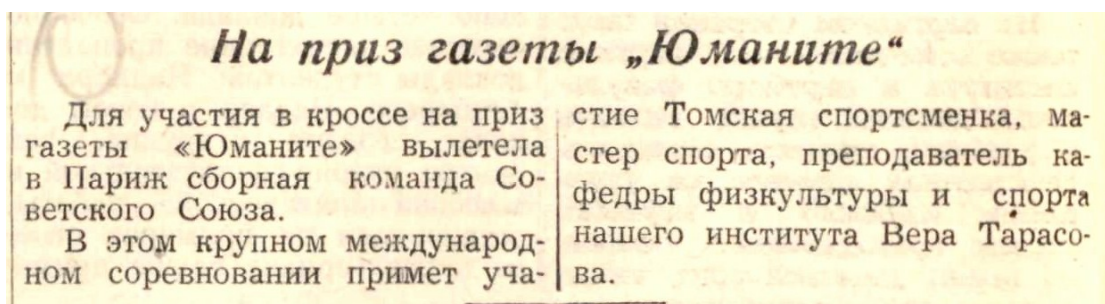 На приз газеты „Юманите“
Для участия в кроссе на приз
газеты «Юманите» вылетела
в Париж сборная команда Со-
ветского Союза.
В этом крупном международ-
ном соревновании примет уча-
стие Томская спортсменка, ма-
стер спорта, преподаватель ка-
федры физкультуры и спорта
нашего института Вера Тарасо-
ва.